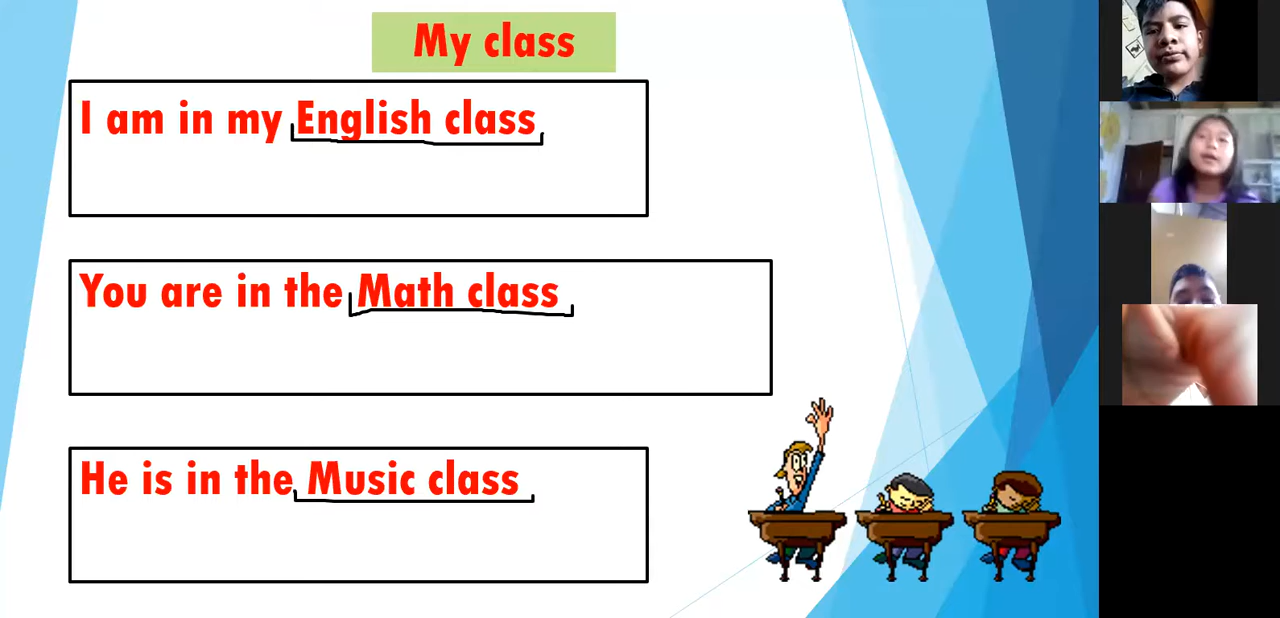 My class
I am in my English class
You are in the Math class
He is in the Music class